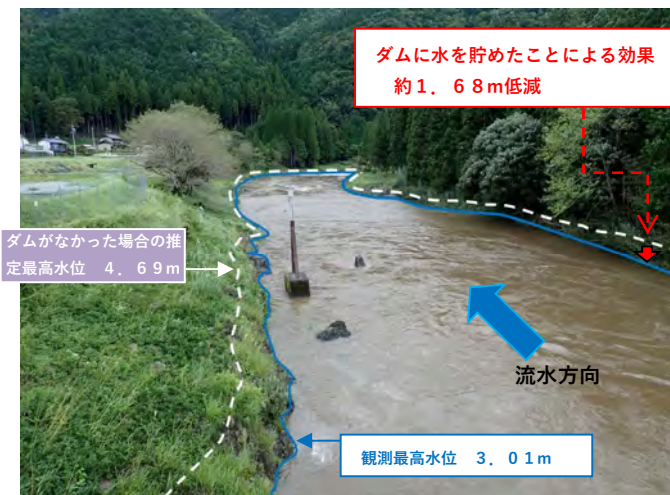 ダムに水を貯めたことによる効果
約１．６８ｍ低減
ダムがなかった場合の推
定最高水位　４．６９ｍ
流水方向
観測最高水位　３．０１ｍ